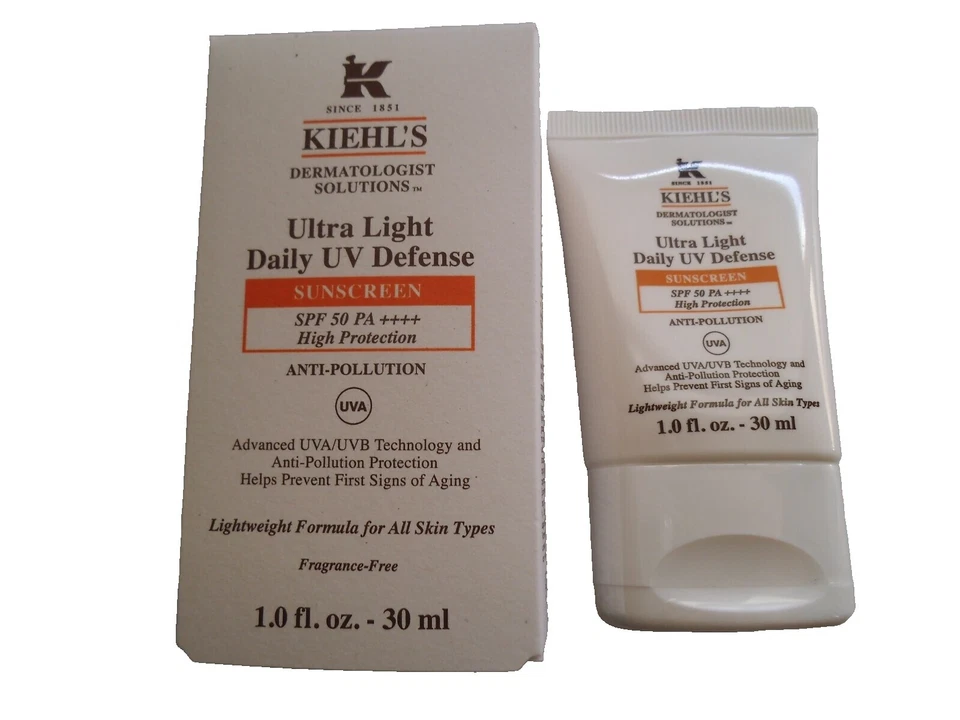 K
SINCE 1851
KIEHL'S
DERMATOLOGIST
SOLUTIONS™
Ultra Light
Daily UV Defense
SUNSCREEN
SPF 50 PA ++++
High Protection
ANTI-POLLUTION
UVA
Advanced UVA/UVB Technology and
Anti-Pollution Protection
Helps Prevent First Signs of Aging
Lightweight Formula for All Skin Types
Fragrance-Free
1.0 fl. oz. - 30 ml
K
SINCE 1851
KIEHL'S
DERMATOLOGIST
SOLUTIONS™
Ultra Light
Daily UV Defense
SUNSCREEN
SPF 50 PA ++++
High Protection
ANTI-POLLUTION
UVA
Advanced UVA/UVB Technology and
Anti-Pollution Protection
Helps Prevent First Signs of Aging
Lightweight Formula for All Skin Types
1.0 fl. oz. - 30 ml